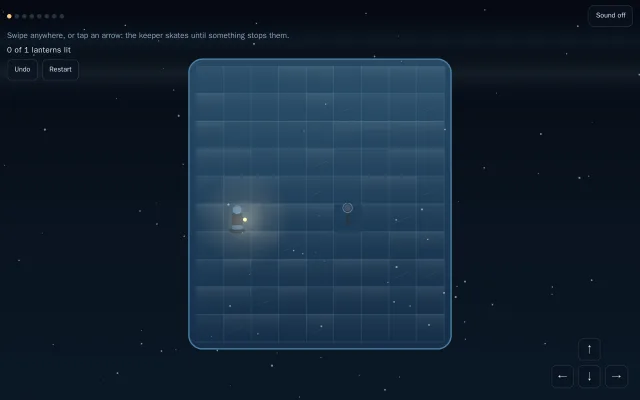 Sound off
Swipe anywhere, or tap an arrow: the keeper skates until something stops them.
0 of 1 lanterns lit
Undo Restart
↑
← ↓ →